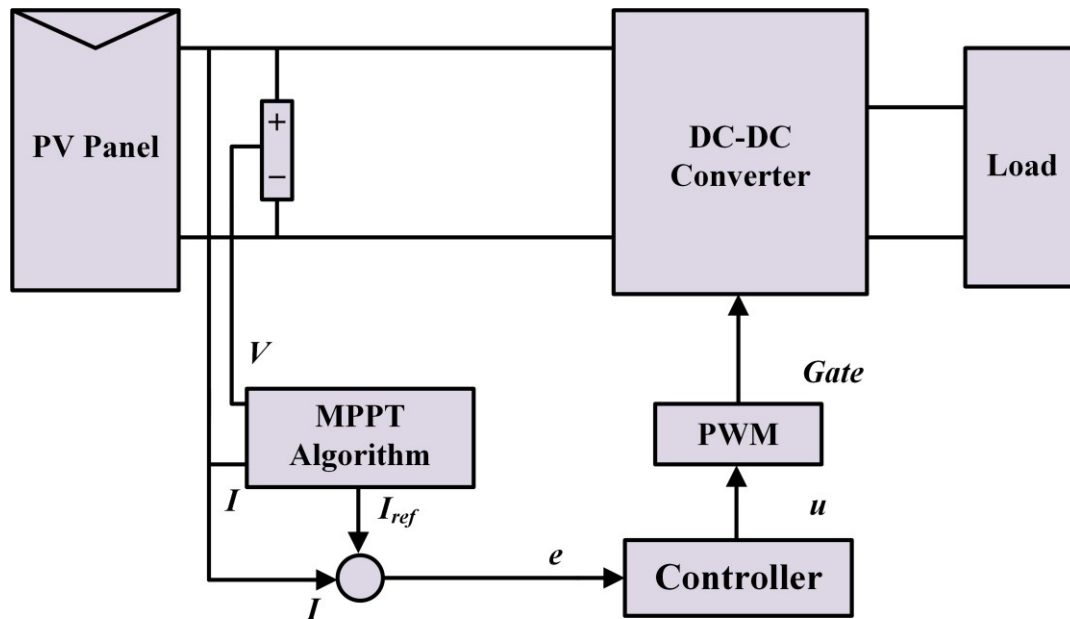 PV Panel
+
−
DC-DC
Converter
Load
V
MPPT
Algorithm
I
I_ref
I
e
Controller
u
PWM
Gate